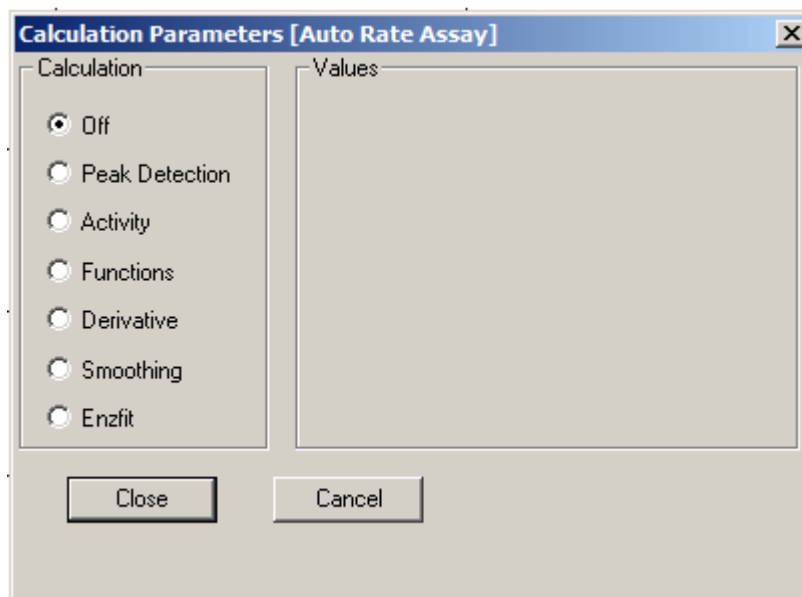 Calculation Parameters [Auto Rate Assay]
Calculation
Values
Off
Peak Detection
Activity
Functions
Derivative
Smoothing
Enzfit
Close
Cancel